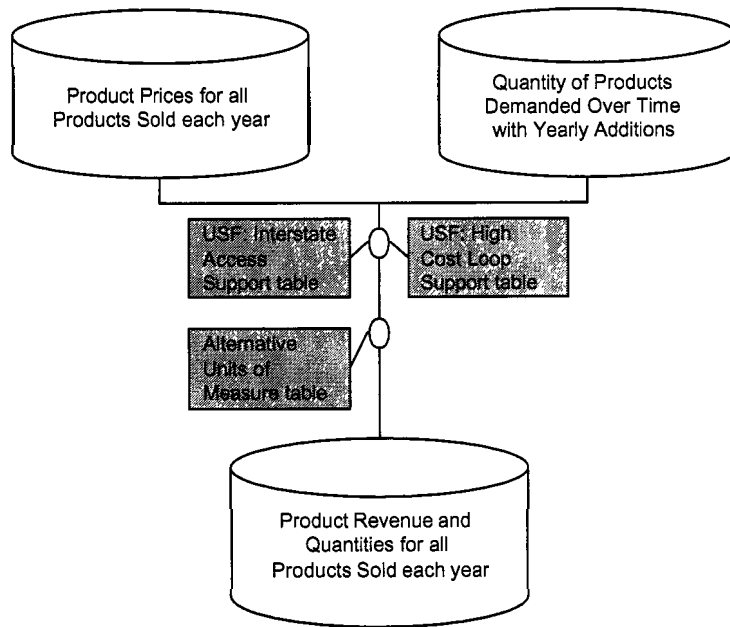 Product Prices for all
Products Sold each year
Quantity of Products
Demanded Over Time
with Yearly Additions
USF: Interstate
Access
Support table
USF: High
Cost Loop
Support table
Alternative
Units of
Measure table
Product Revenue and
Quantities for all
Products Sold each year